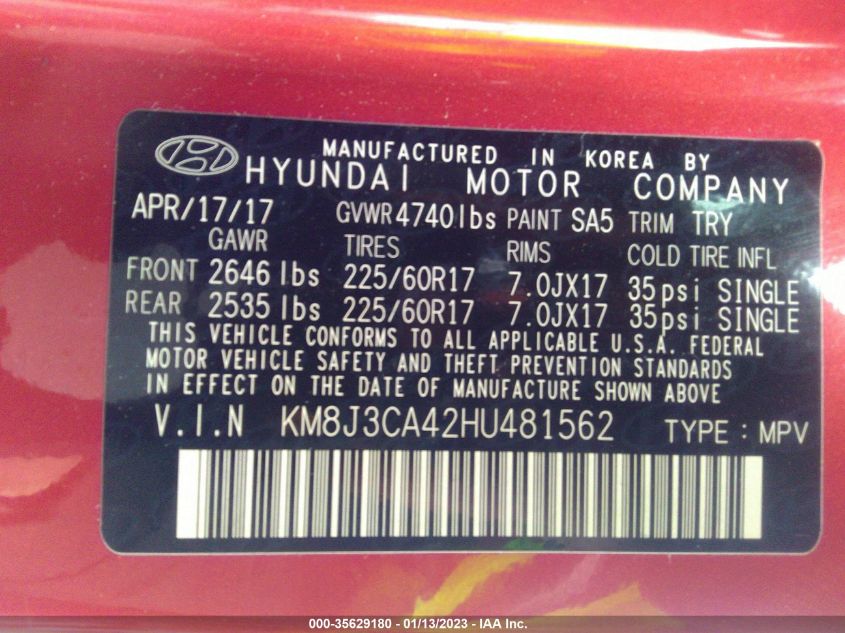 MANUFACTURED IN KOREA BY
HYUNDAI MOTOR COMPANY
APR/17/17 GVWR 4740lbs PAINT SA5 TRIM TRY
GAWR TIRES RIMS COLD TIRE INFL
FRONT 2646 lbs 225/60R17 7.0JX17 35psi SINGLE
REAR 2535 lbs 225/60R17 7.0JX17 35psi SINGLE
THIS VEHICLE CONFORMS TO ALL APPLICABLE U.S.A. FEDERAL
MOTOR VEHICLE SAFETY AND THEFT PREVENTION STANDARDS
IN EFFECT ON THE DATE OF MANUFACTURE SHOWN ABOVE
V.I.N KM8J3CA42HU481562 TYPE : MPV
000-35629180 - 01/13/2023 - IAA Inc.